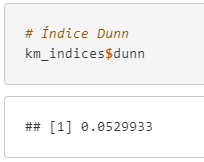 # Índice Dunn
km_indices$dunn
## [1] 0.0529933